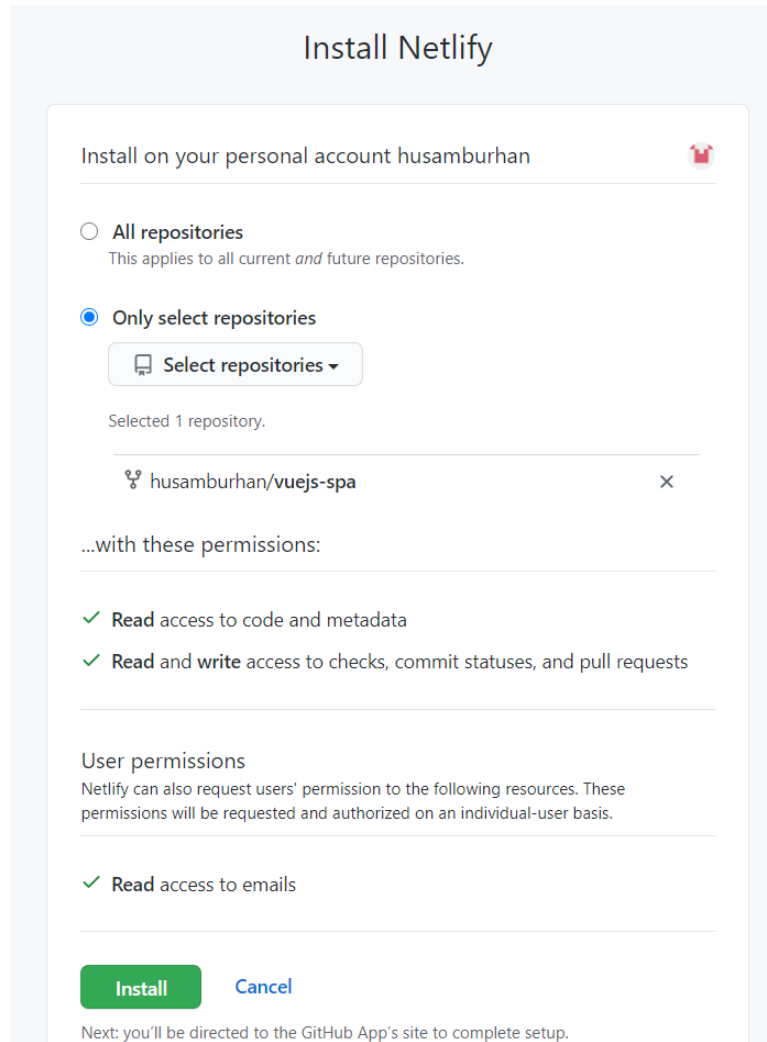 Install Netlify
Install on your personal account husamburhan
All repositories
This applies to all current and future repositories.
Only select repositories
Select repositories
Selected 1 repository.
husamburhan/vuejs-spa
...with these permissions:
Read access to code and metadata
Read and write access to checks, commit statuses, and pull requests
User permissions
Netlify can also request users' permission to the following resources. These
permissions will be requested and authorized on an individual-user basis.
Read access to emails
Install Cancel
Next: you'll be directed to the GitHub App's site to complete setup.